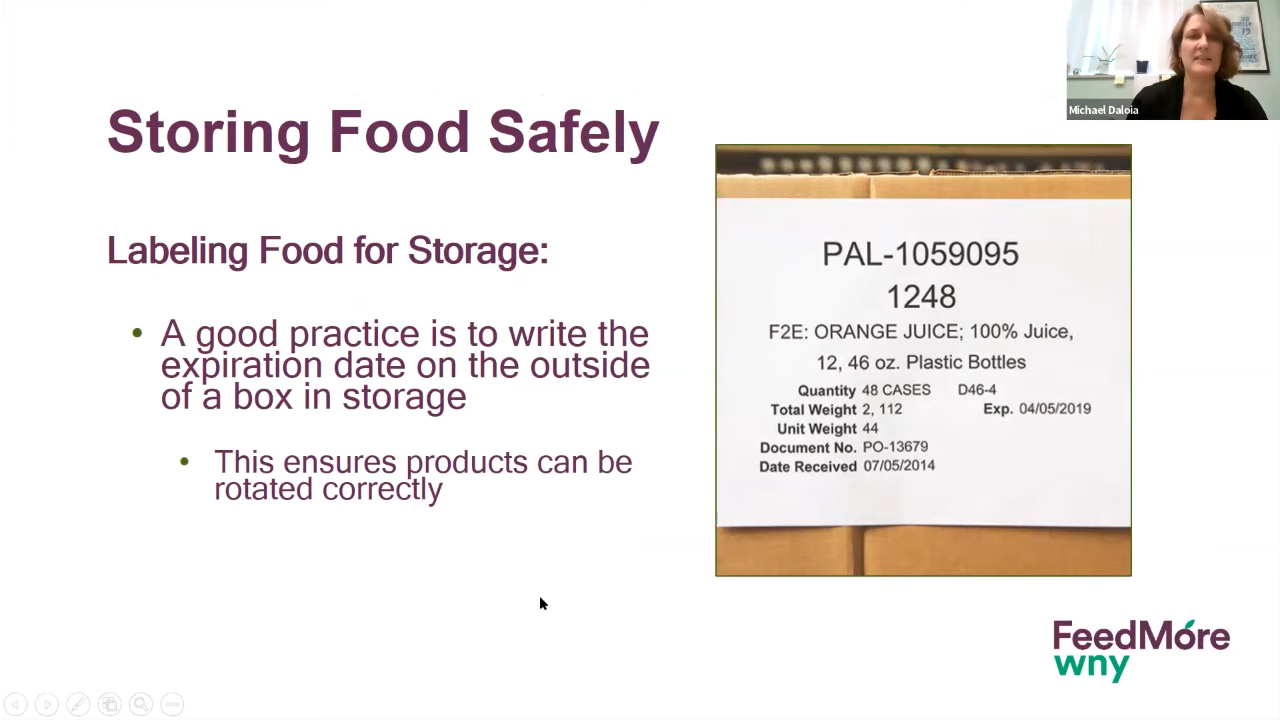 Michael Daloia
Storing Food Safely
Labeling Food for Storage:
• A good practice is to write the
expiration date on the outside
of a box in storage
• This ensures products can be
rotated correctly
PAL-1059095
1248
F2E: ORANGE JUICE; 100% Juice,
12, 46 oz. Plastic Bottles
Quantity 48 CASES D46-4
Total Weight 2, 112 Exp. 04/05/2019
Unit Weight 44
Document No. PO-13679
Date Received 07/05/2014
FeedMore
wny